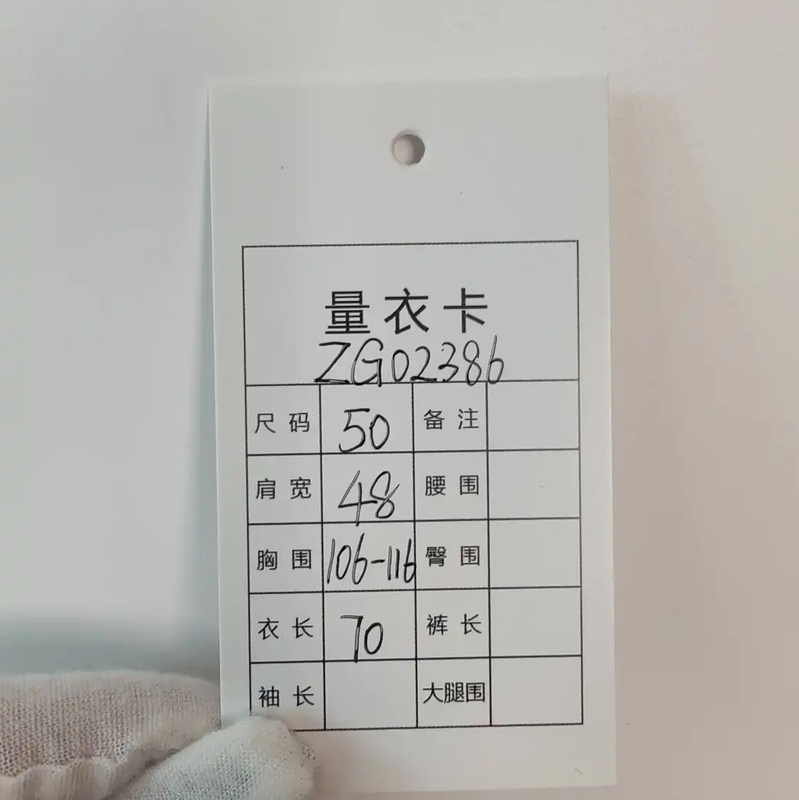 量衣卡
ZG02386
尺码 50 备注
肩宽 48 腰围
胸围 106-116 臀围
衣长 70 裤长
袖长 大腿围